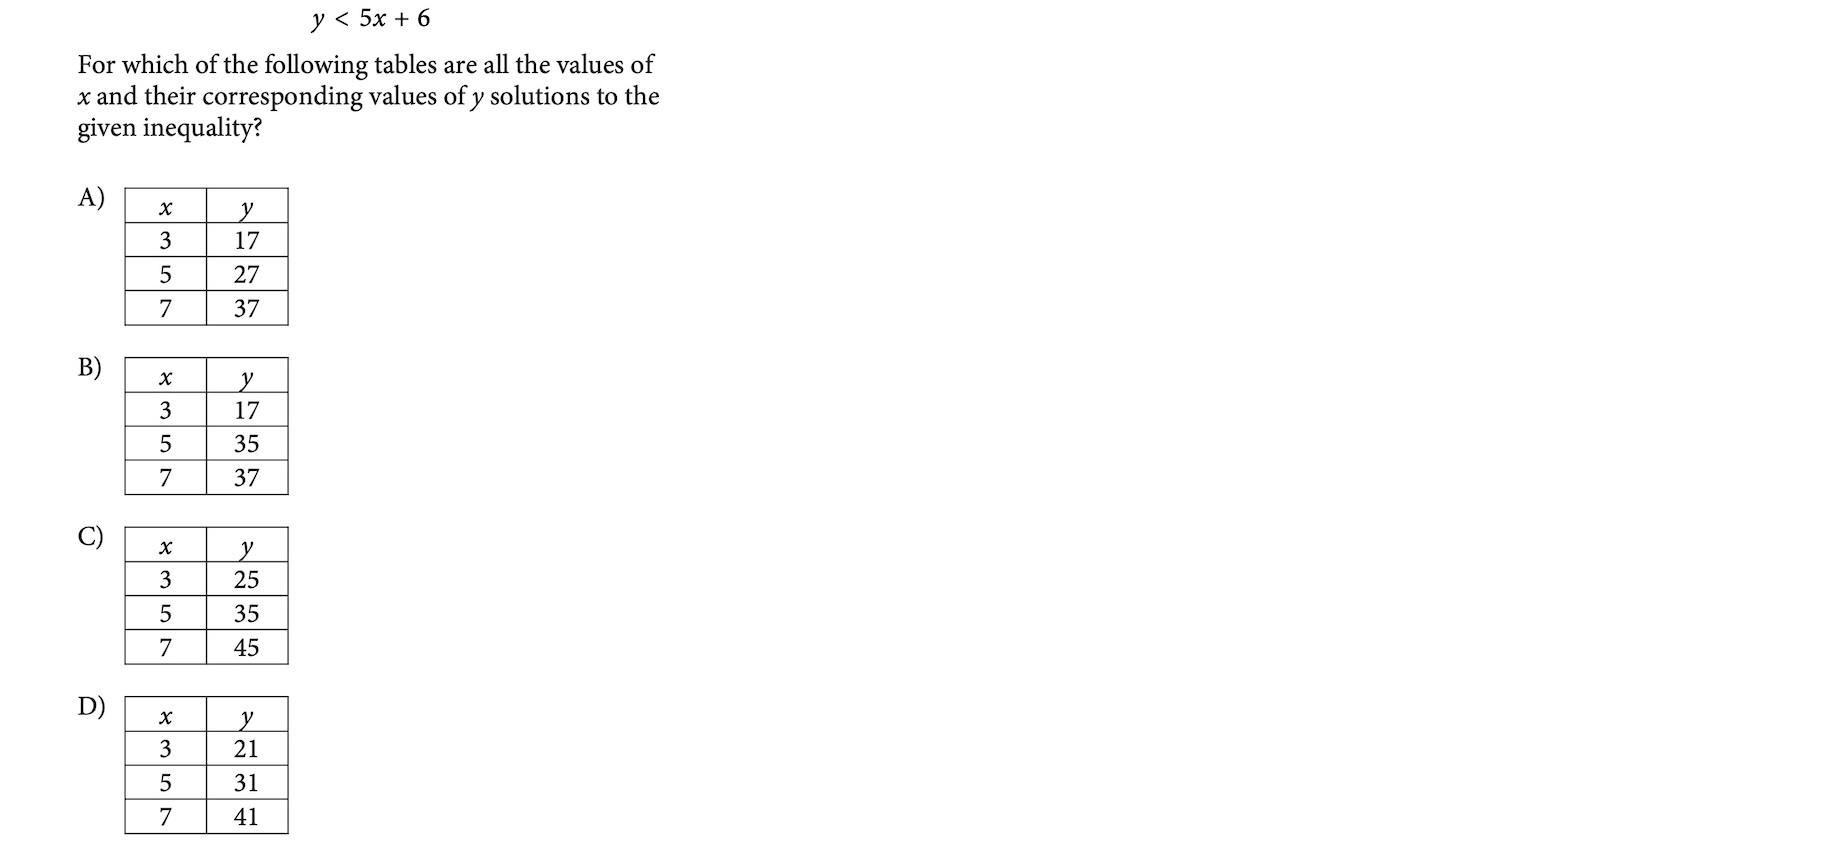 y < 5x + 6
For which of the following tables are all the values of
x and their corresponding values of y solutions to the
given inequality?
A)
x y
3 17
5 27
7 37
B)
x y
3 17
5 35
7 37
C)
x y
3 25
5 35
7 45
D)
x y
3 21
5 31
7 41